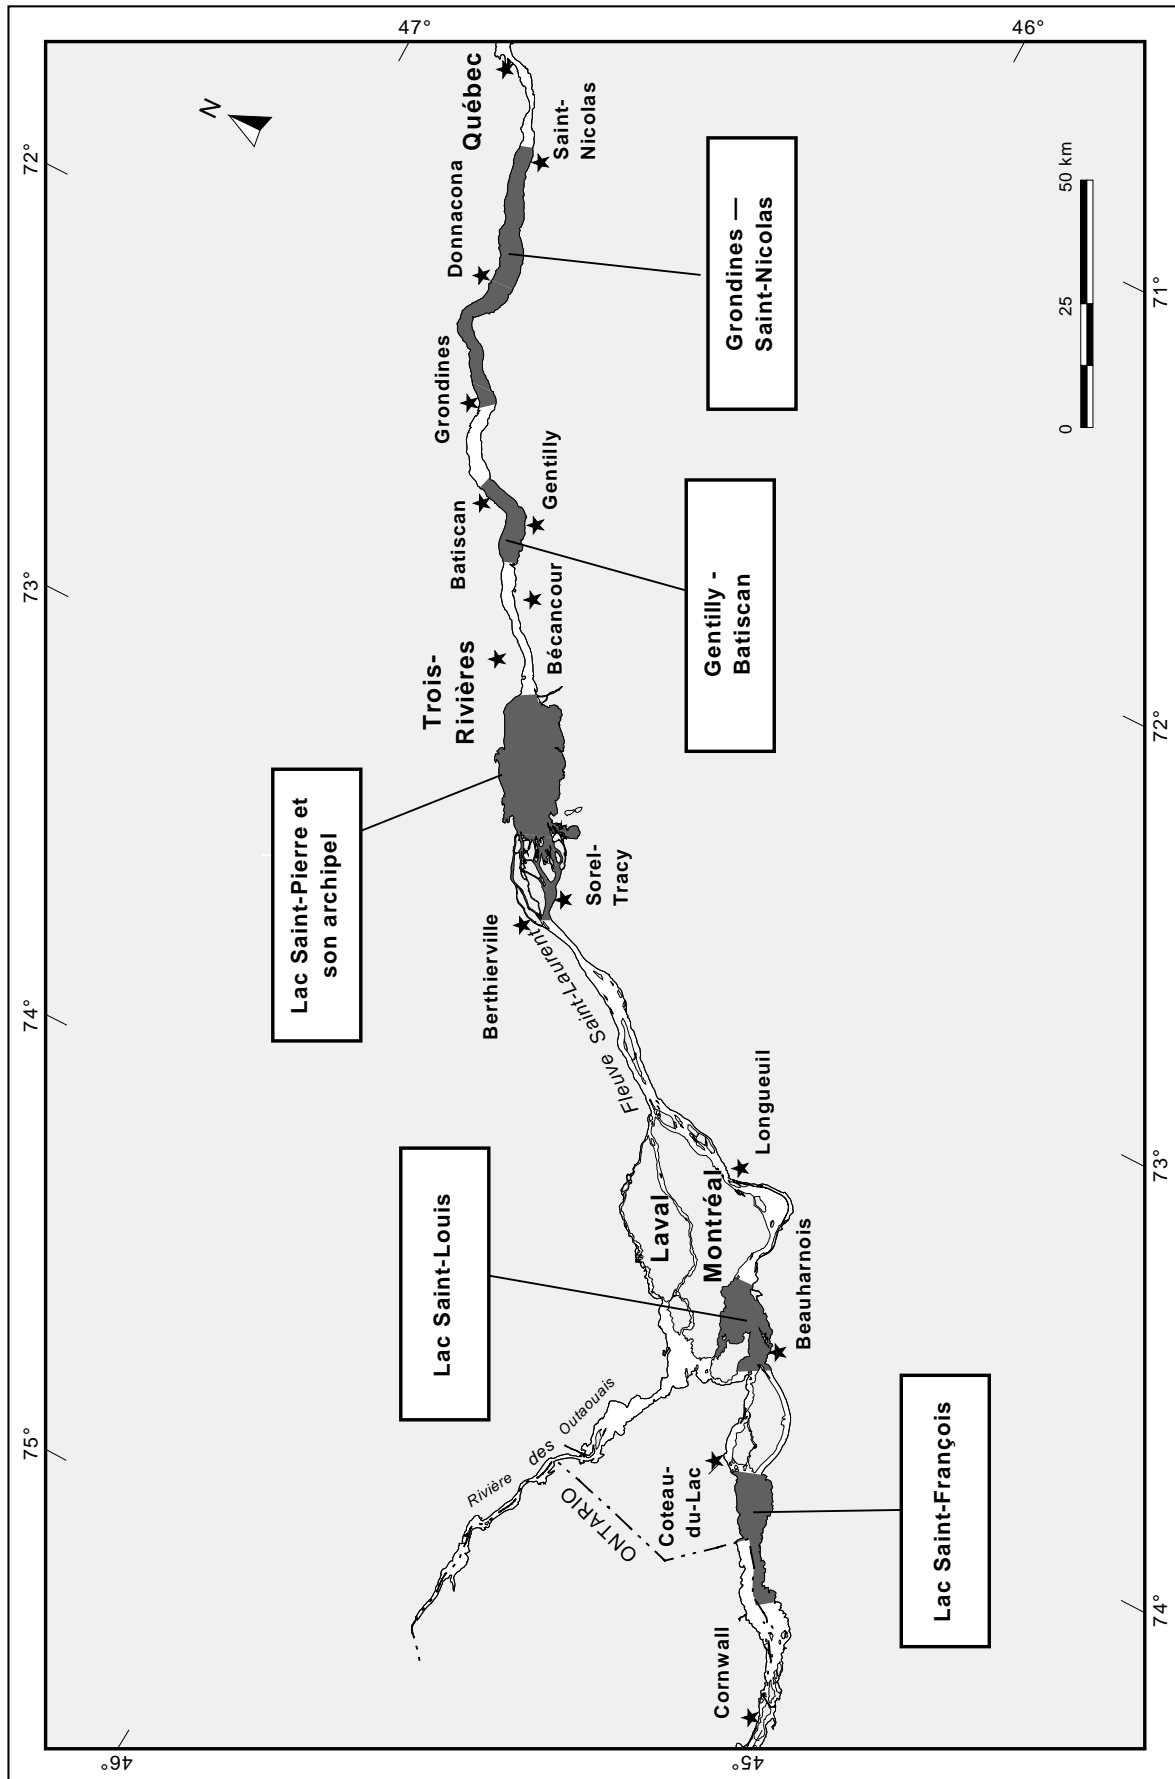 47°
46°
72°
71°
73°
72°
74°
73°
75°
74°
46°
45°
N
Québec
Saint-
Nicolas
Donnacona
Grondines —
Saint-Nicolas
0
25
50 km
Grondines
Batiscan
Gentilly
Gentilly -
Batiscan
Bécancour
Trois-
Rivières
Lac Saint-Pierre et
son archipel
Sorel-
Tracy
Berthierville
Fleuve Saint-Laurent
Longueuil
Laval
Montréal
Lac Saint-Louis
Beauharnois
Rivière des Outaouais
ONTARIO
Coteau-
du-Lac
Lac Saint-François
Cornwall